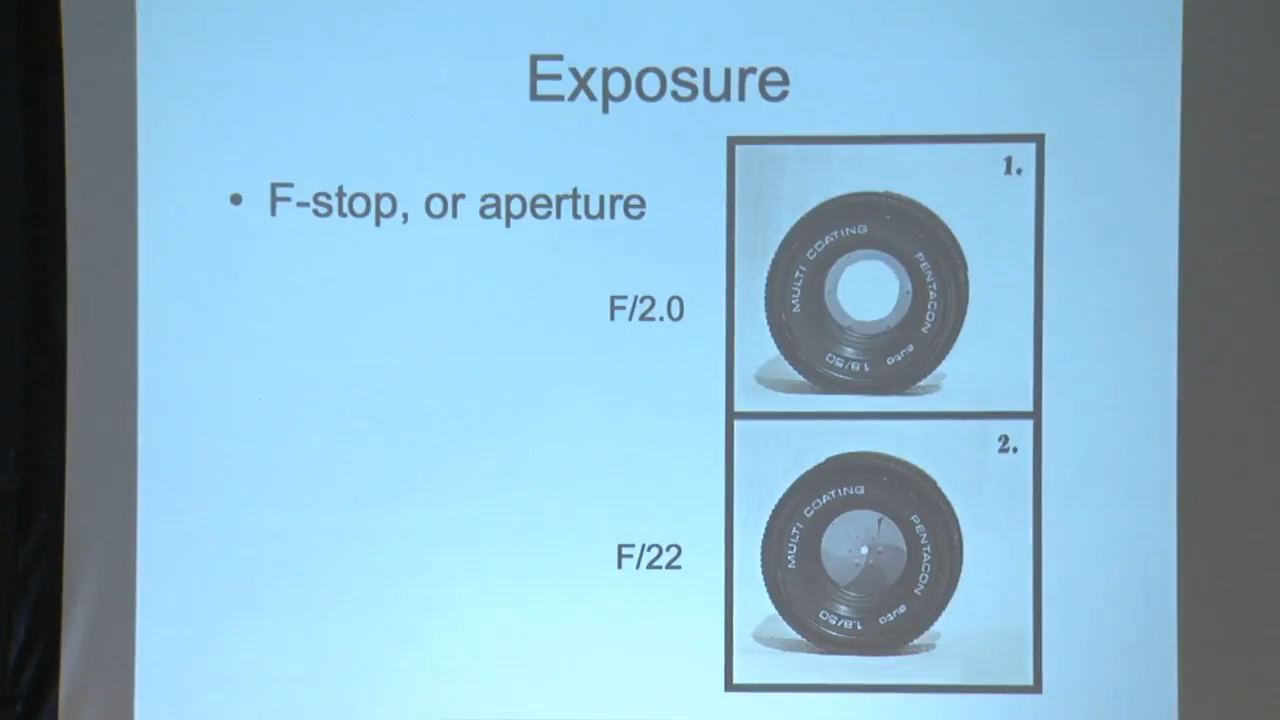 Exposure
• F-stop, or aperture
1.
MULTI COATING
PENTACON
auto 1.8/50
F/2.0
2.
MULTI COATING
PENTACON
auto 1.8/50
F/22